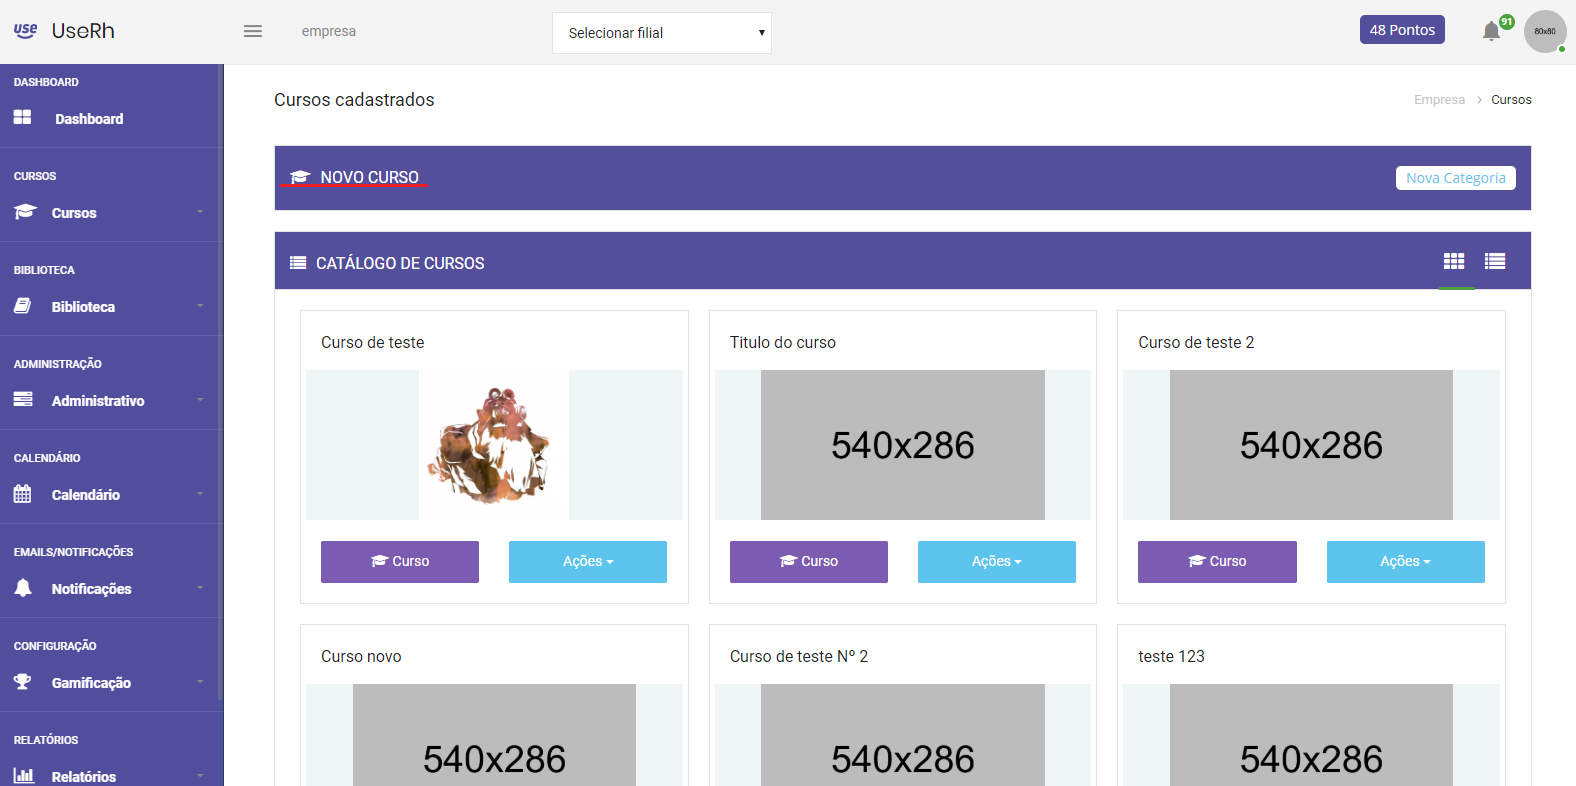 use UseRh
empresa
Selecionar filial
48 Pontos
91
80x80
DASHBOARD
Dashboard
CURSOS
Cursos
BIBLIOTECA
Biblioteca
ADMINISTRAÇÃO
Administrativo
CALENDÁRIO
Calendário
EMAILS/NOTIFICAÇÕES
Notificações
CONFIGURAÇÃO
Gamificação
RELATÓRIOS
Relatórios
Cursos cadastrados
Empresa > Cursos
NOVO CURSO
Nova Categoria
CATÁLOGO DE CURSOS
Curso de teste
Curso
Ações
Titulo do curso
540x286
Curso
Ações
Curso de teste 2
540x286
Curso
Ações
Curso novo
540x286
Curso de teste Nº 2
540x286
teste 123
540x286